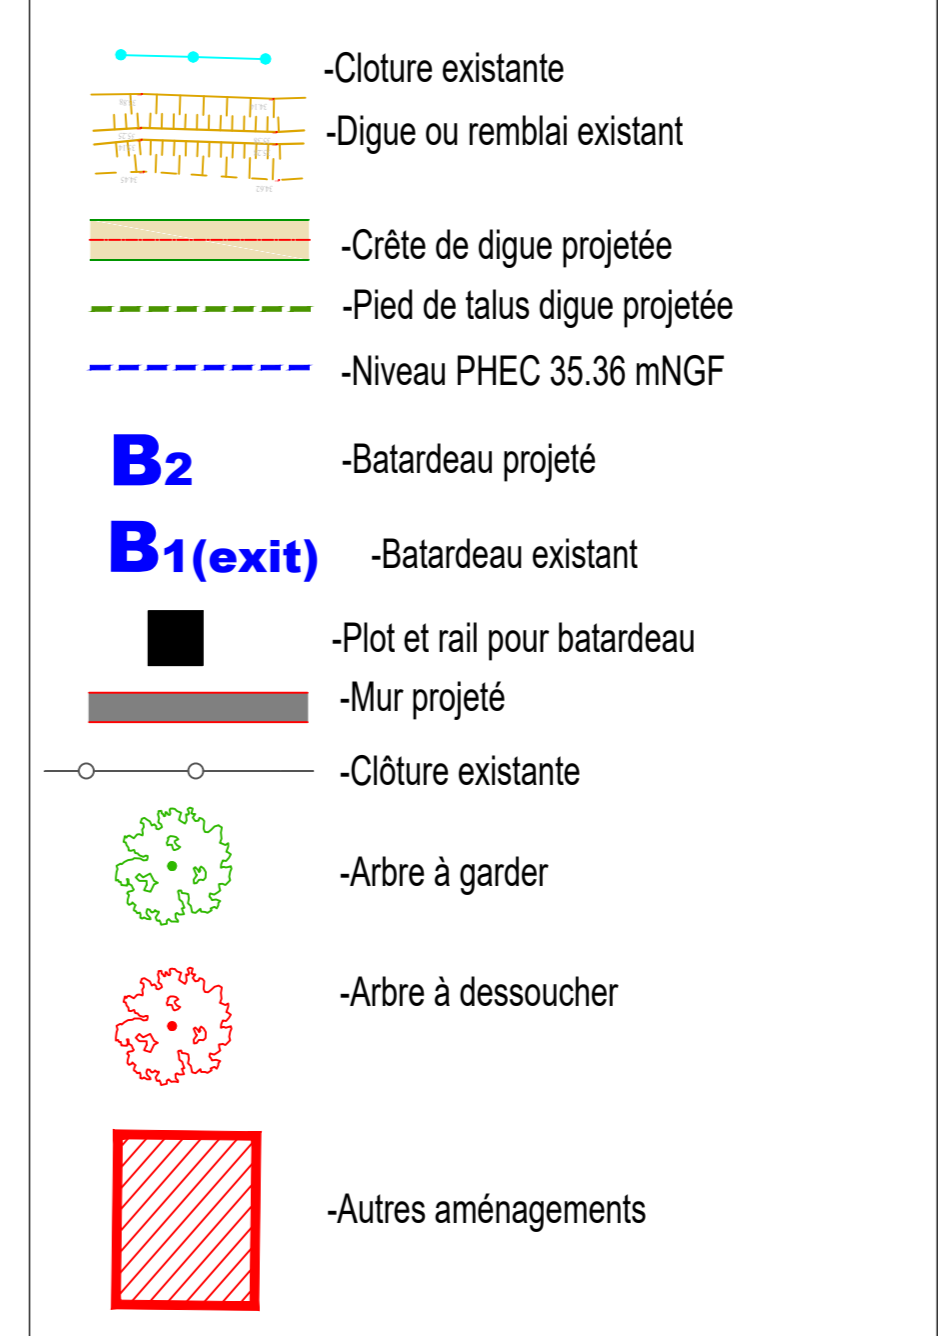 -Cloture existante
-Digue ou remblai existant
-Crête de digue projetée
-Pied de talus digue projetée
-Niveau PHEC 35.36 mNGF
B2 -Batardeau projeté
B1(exit) -Batardeau existant
-Plot et rail pour batardeau
-Mur projeté
-Clôture existante
-Arbre à garder
-Arbre à dessoucher
-Autres aménagements